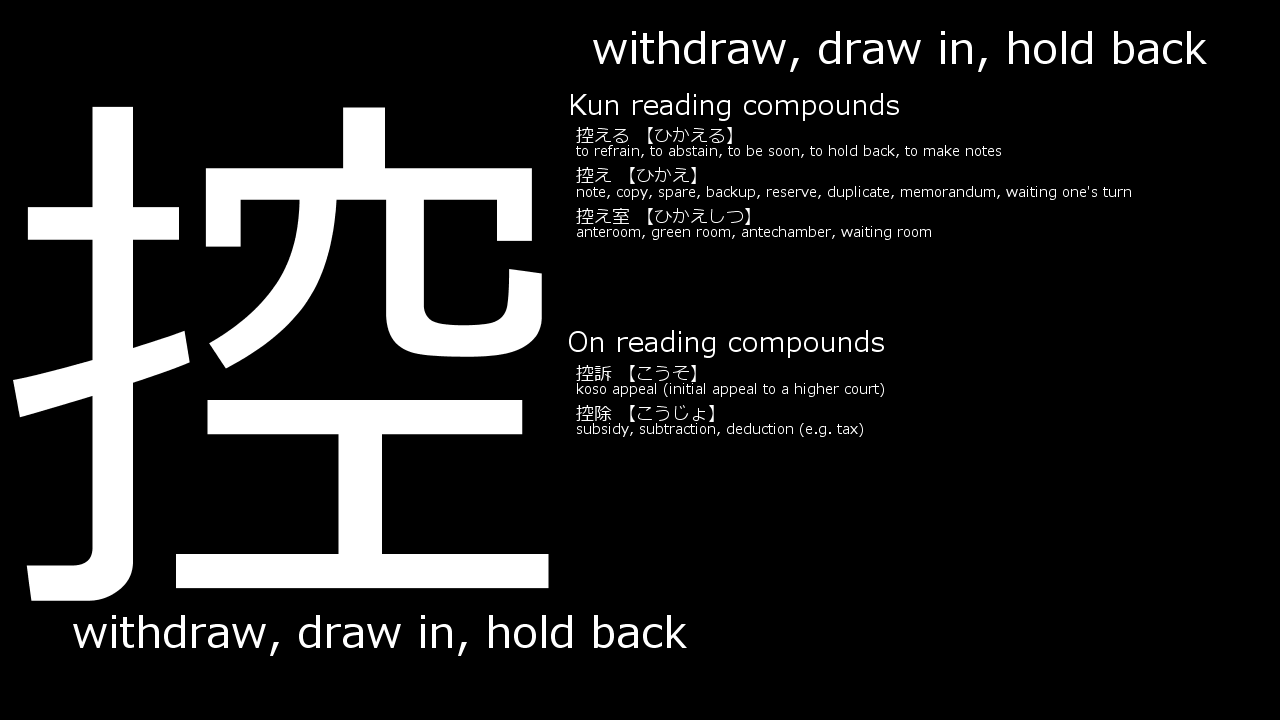 控
withdraw, draw in, hold back
withdraw, draw in, hold back
Kun reading compounds
控える 【ひかえる】
to refrain, to abstain, to be soon, to hold back, to make notes
控え 【ひかえ】
note, copy, spare, backup, reserve, duplicate, memorandum, waiting one's turn
控え室 【ひかえしつ】
anteroom, green room, antechamber, waiting room
On reading compounds
控訴 【こうそ】
koso appeal (initial appeal to a higher court)
控除 【こうじょ】
subsidy, subtraction, deduction (e.g. tax)